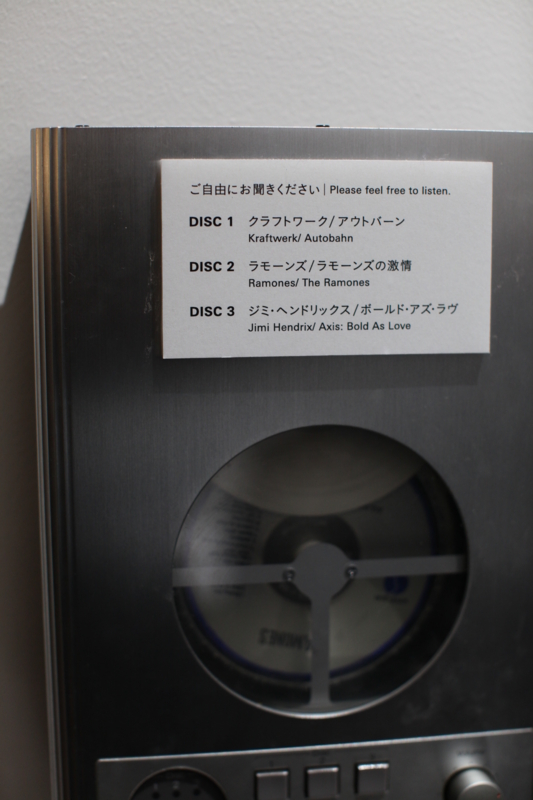 ご自由にお聞きください | Please feel free to listen.
DISC 1 クラフトワーク/アウトバーン
Kraftwerk/ Autobahn
DISC 2 ラモーンズ/ラモーンズの激情
Ramones/ The Ramones
DISC 3 ジミ・ヘンドリックス/ボールド・アズ・ラヴ
Jimi Hendrix/ Axis: Bold As Love